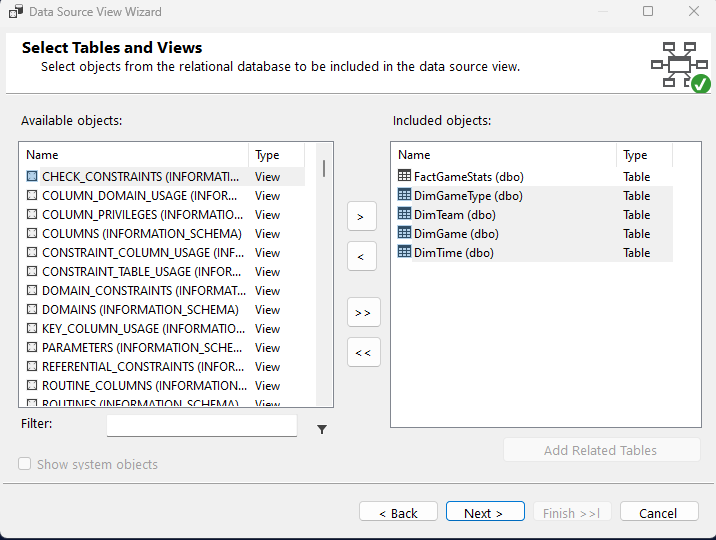 Data Source View Wizard
Select Tables and Views
Select objects from the relational database to be included in the data source view.
Available objects:
Name Type
CHECK_CONSTRAINTS (INFORMATI... View
COLUMN_DOMAIN_USAGE (INFOR... View
COLUMN_PRIVILEGES (INFORMATIO... View
COLUMNS (INFORMATION_SCHEMA) View
CONSTRAINT_COLUMN_USAGE (INF... View
CONSTRAINT_TABLE_USAGE (INFOR... View
DOMAIN_CONSTRAINTS (INFORMAT... View
DOMAINS (INFORMATION_SCHEMA) View
KEY_COLUMN_USAGE (INFORMATIO... View
PARAMETERS (INFORMATION_SCHE... View
REFERENTIAL_CONSTRAINTS (INFOR... View
ROUTINE_COLUMNS (INFORMATION... View
ROUTINES (INFORMATION_SCHEMA) View
Filter:
Show system objects
>
<
>>
<<
Included objects:
Name Type
FactGameStats (dbo) Table
DimGameType (dbo) Table
DimTeam (dbo) Table
DimGame (dbo) Table
DimTime (dbo) Table
Add Related Tables
< Back Next > Finish >>| Cancel